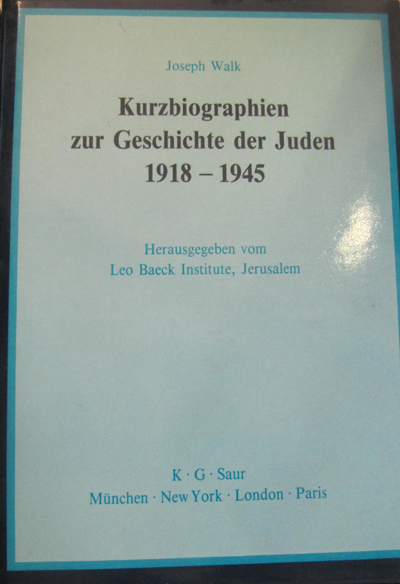 Joseph Walk
Kurzbiographien
zur Geschichte der Juden
1918 – 1945
Herausgegeben vom
Leo Baeck Institute, Jerusalem
K · G · Saur
München · New York · London · Paris